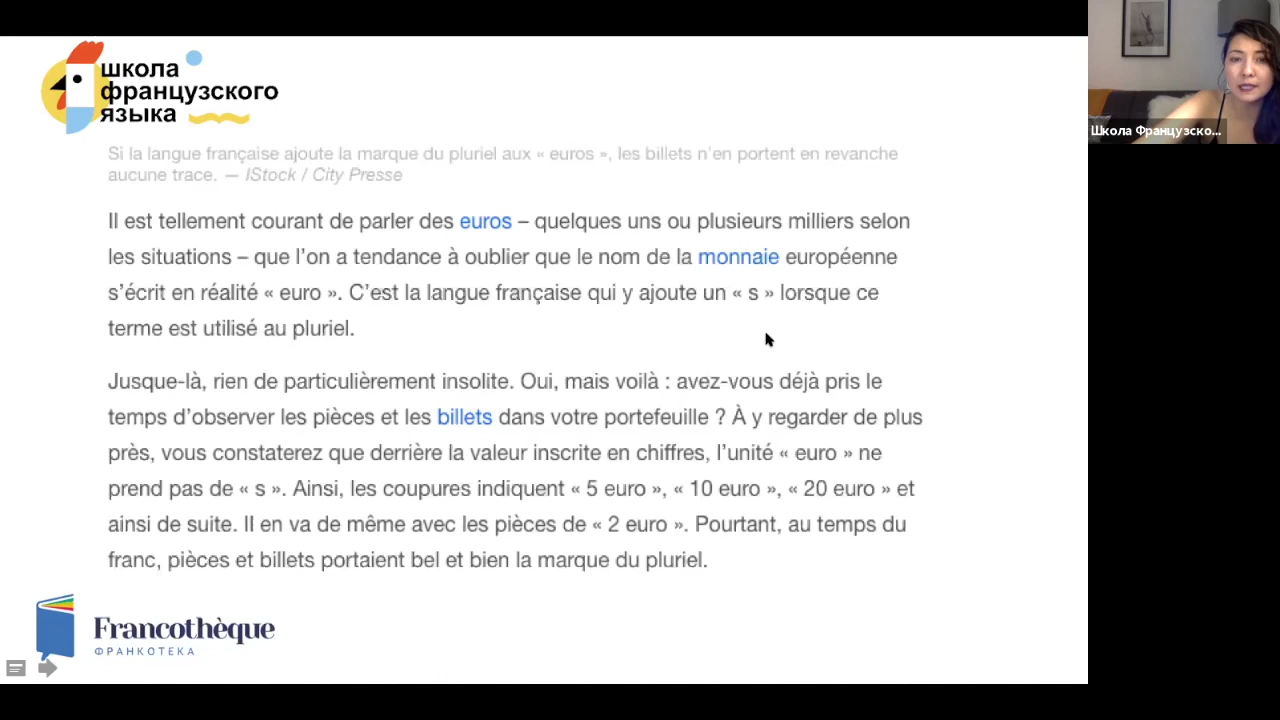 школа
французского
языка
Si la langue française ajoute la marque du pluriel aux « euros », les billets n’en portent en revanche
aucune trace. — IStock / City Presse
Il est tellement courant de parler des euros – quelques uns ou plusieurs milliers selon
les situations – que l’on a tendance à oublier que le nom de la monnaie européenne
s’écrit en réalité « euro ». C’est la langue française qui y ajoute un « s » lorsque ce
terme est utilisé au pluriel.
Jusque-là, rien de particulièrement insolite. Oui, mais voilà : avez-vous déjà pris le
temps d’observer les pièces et les billets dans votre portefeuille ? À y regarder de plus
près, vous constaterez que derrière la valeur inscrite en chiffres, l’unité « euro » ne
prend pas de « s ». Ainsi, les coupures indiquent « 5 euro », « 10 euro », « 20 euro » et
ainsi de suite. Il en va de même avec les pièces de « 2 euro ». Pourtant, au temps du
franc, pièces et billets portaient bel et bien la marque du pluriel.
Francothèque
ФРАНКОТЕКА
Школа Французско...